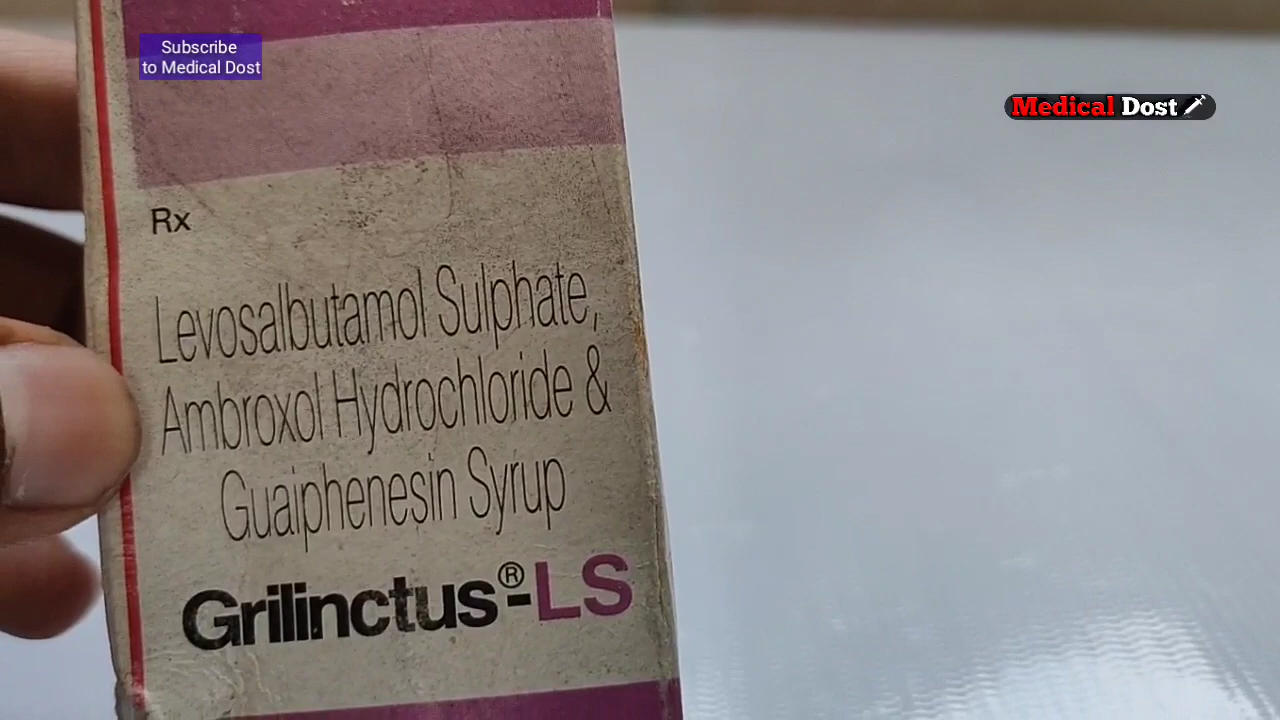 Subscribe
to Medical Dost
Medical Dost
Rx
Levosalbutamol Sulphate,
Ambroxol Hydrochloride &
Guaiphenesin Syrup
Grilinctus®-LS